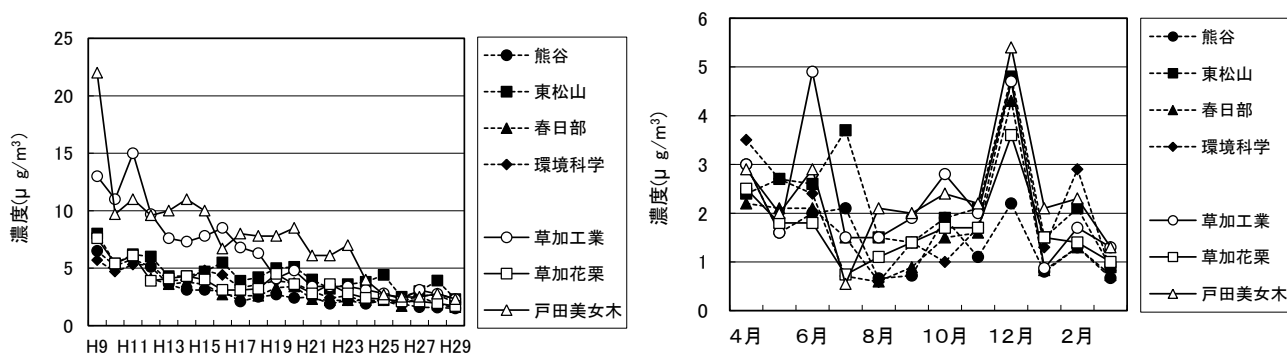 25
20
15
10
5
0
濃度(μ g/m³)
H9 H11 H13 H15 H17 H19 H21 H23 H25 H27 H29
熊谷
東松山
春日部
環境科学
草加工業
草加花栗
戸田美女木
6
5
4
3
2
1
0
濃度(μ g/m³)
4月 6月 8月 10月 12月 2月
熊谷
東松山
春日部
環境科学
草加工業
草加花栗
戸田美女木